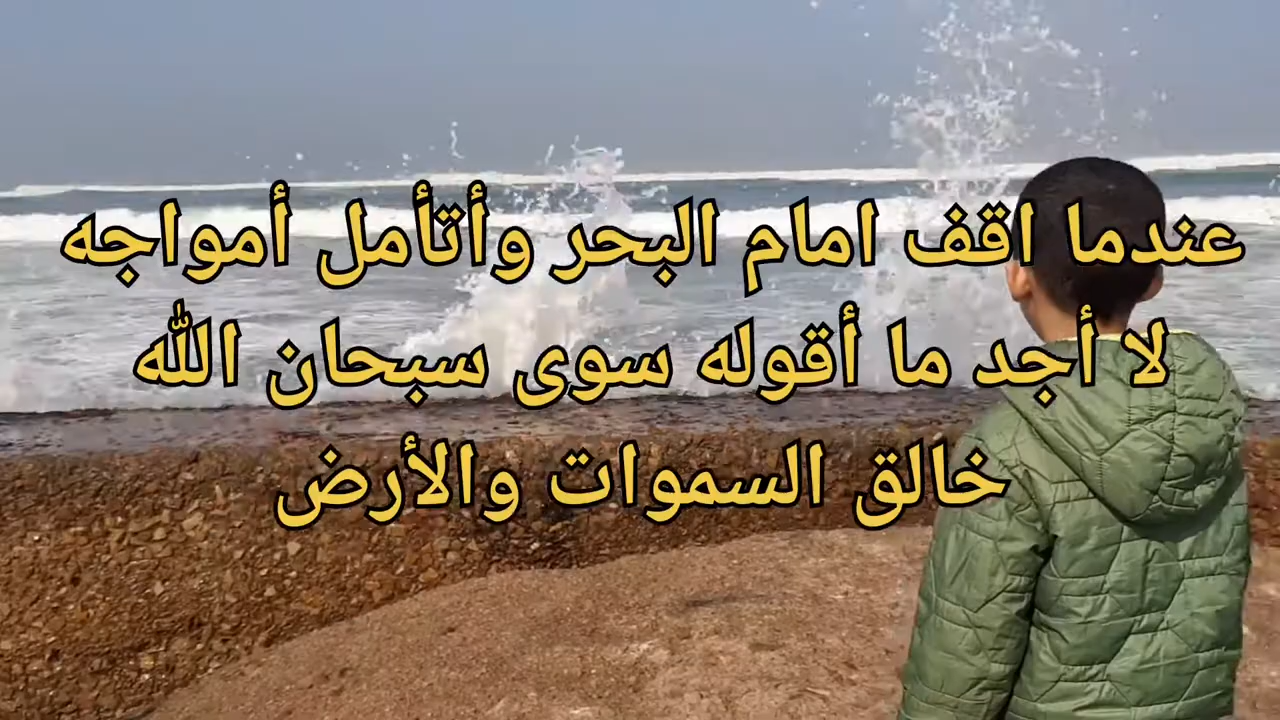 عندما اقف امام البحر وأتأمل أمواجه
لا أجد ما أقوله سوى سبحان الله
خالق السموات والأرض